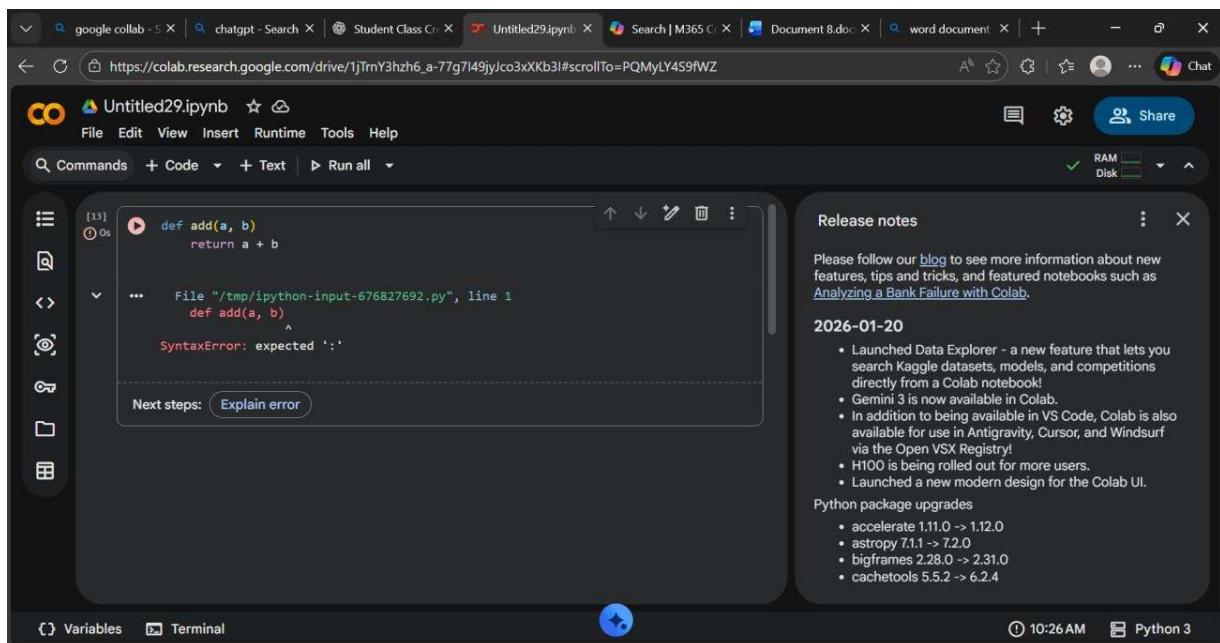 google collab - S
chatgpt - Search
Student Class Cr
Untitled29.ipynb
Search | M365 C
Document 8.doc
word document
https://colab.research.google.com/drive/1jTrnY3hzh6_a-77g7I49jyJco3xXKb3I#scrollTo=PQMyLY4S9fWZ
Chat
CO
Untitled29.ipynb
File Edit View Insert Runtime Tools Help
Share
Commands + Code + Text Run all
RAM
Disk
[13]
0s
def add(a, b)
return a + b
File "/tmp/ipython-input-676827692.py", line 1
def add(a, b)
^
SyntaxError: expected ':'
Next steps: Explain error
Release notes
Please follow our blog to see more information about new
features, tips and tricks, and featured notebooks such as
Analyzing a Bank Failure with Colab.
2026-01-20
• Launched Data Explorer - a new feature that lets you
search Kaggle datasets, models, and competitions
directly from a Colab notebook!
• Gemini 3 is now available in Colab.
• In addition to being available in VS Code, Colab is also
available for use in Antigravity, Cursor, and Windsurf
via the Open VSX Registry!
• H100 is being rolled out for more users.
• Launched a new modern design for the Colab UI.
Python package upgrades
• accelerate 1.11.0 -> 1.12.0
• astropy 7.1.1 -> 7.2.0
• bigframes 2.28.0 -> 2.31.0
• cachetools 5.5.2 -> 6.2.4
Variables
Terminal
10:26 AM
Python 3